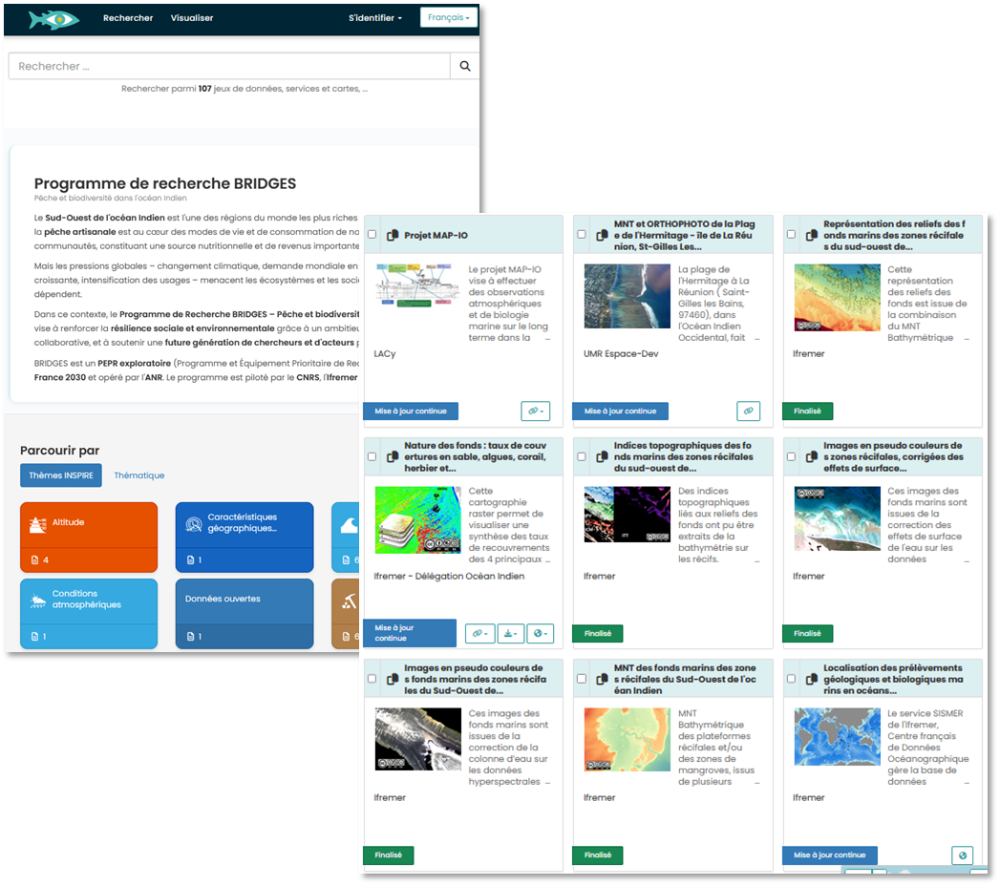 Rechercher
Visualiser
S'identifier
Français
Rechercher ...
Rechercher parmi 107 jeux de données, services et cartes, ...
Programme de recherche BRIDGES
Pêche et biodiversité dans l'océan Indien
Le Sud-Ouest de l'océan Indien est l'une des régions du monde les plus riches
la pêche artisanale est au cœur des modes de vie et de consommation de no
communautés, constituant une source nutritionnelle et de revenus importante
Mais les pressions globales – changement climatique, demande mondiale en
croissante, intensification des usages – menacent les écosystèmes et les soci
dépendent.
Dans ce contexte, le Programme de Recherche BRIDGES – Pêche et biodiversit
vise à renforcer la résilience sociale et environnementale grâce à un ambitieu
collaborative, et à soutenir une future génération de chercheurs et d'acteurs p
BRIDGES est un PEPR exploratoire (Programme et Équipement Prioritaire de Rec
France 2030 et opéré par l'ANR. Le programme est piloté par le CNRS, l'Ifremer
Parcourir par
Thèmes INSPIRE
Thématique
Altitude
4
Caractéristiques
géographiques...
1
6
Conditions
atmosphériques
1
Données ouvertes
1
6
Projet MAP-IO
Le projet MAP-IO
vise à effectuer
des observations
atmosphériques
et de biologie
marine sur le long
terme dans la ...
LACy
Mise à jour continue
MNT et ORTHOPHOTO de la Plag
e de l'Hermitage - île de La Réu
nion, St-Gilles Les...
La plage de
l'Hermitage à La
Réunion ( Saint-
Gilles les Bains,
97460), dans
l'Océan Indien
Occidental, fait ...
UMR Espace-Dev
Mise à jour continue
Représentation des reliefs des f
onds marins des zones récifale
s du sud-ouest de...
Cette
représentation
des reliefs des
fonds est issue de
la combinaison
du MNT
Bathymétrique ...
Ifremer
Finalisé
Nature des fonds : taux de couv
ertures en sable, algues, corail,
herbier et...
Cette
cartographie
raster permet de
visualiser une
synthèse des taux
de recouvrements
des 4 principaux ...
Ifremer - Délégation Océan Indien
Mise à jour
continue
Indices topographiques des fo
nds marins des zones récifales
du sud-ouest de...
Des indices
topographiques
liés aux reliefs des
fonds ont pu être
extraits de la
bathymétrie sur
les récifs. ...
Ifremer
Finalisé
Images en pseudo couleurs de
s zones récifales, corrigées des
effets de surface...
Ces images des
fonds marins sont
issues de la
correction des
effets de surface
de l'eau sur les
données ...
Ifremer
Finalisé
Images en pseudo couleurs de
s fonds marins des zones récifa
les du Sud-Ouest de...
Ces images des
fonds marins sont
issues de la
correction de la
colonne d'eau sur
les données
hyperspectrales ...
Ifremer
Finalisé
MNT des fonds marins des zone
s récifales du Sud-Ouest de l'oc
éan Indien
MNT
Bathymétrique
des plateformes
récifales et/ou
des zones de
mangroves, issus
de plusieurs ...
Ifremer
Finalisé
Localisation des prélèvements
géologiques et biologiques ma
rins en océans...
Le service SISMER
de l'Ifremer,
Centre français
de Données
Océanographique
gère la base de
données ...
Ifremer
Mise à jour continue